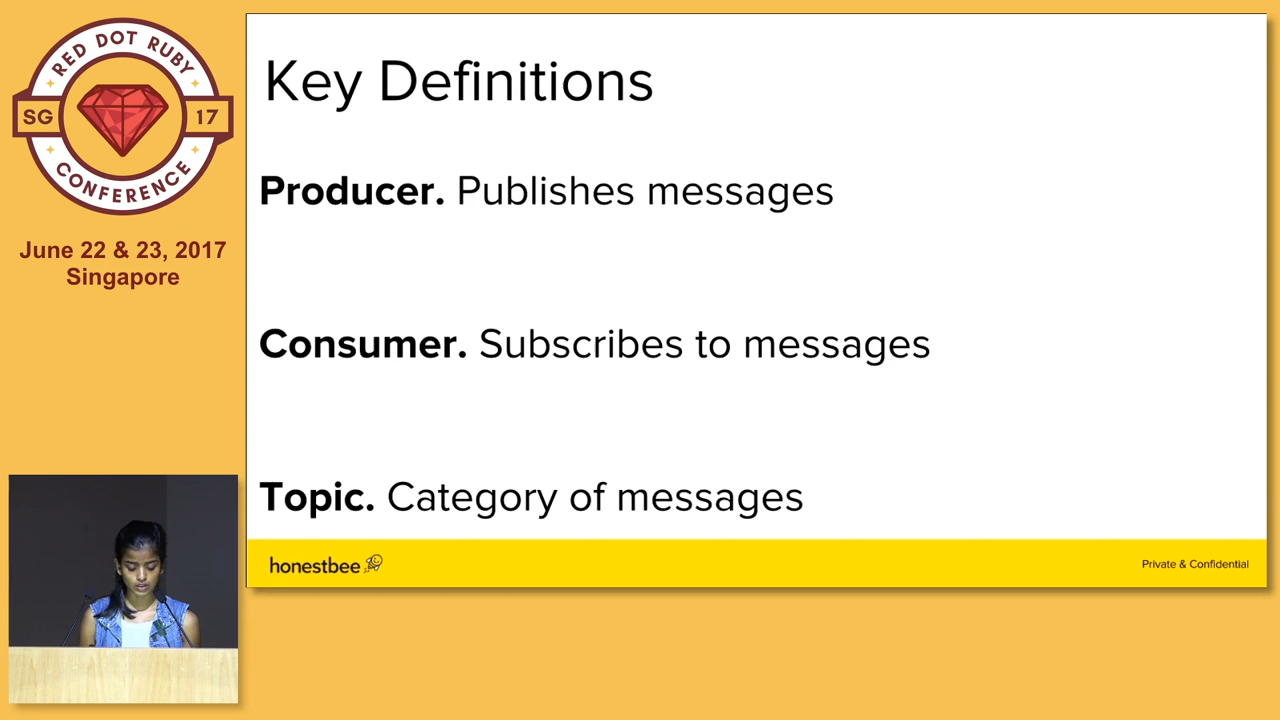 RED DOT RUBY
SG 17
CONFERENCE
June 22 & 23, 2017
Singapore
Key Definitions
Producer. Publishes messages
Consumer. Subscribes to messages
Topic. Category of messages
honestbee
Private & Confidential